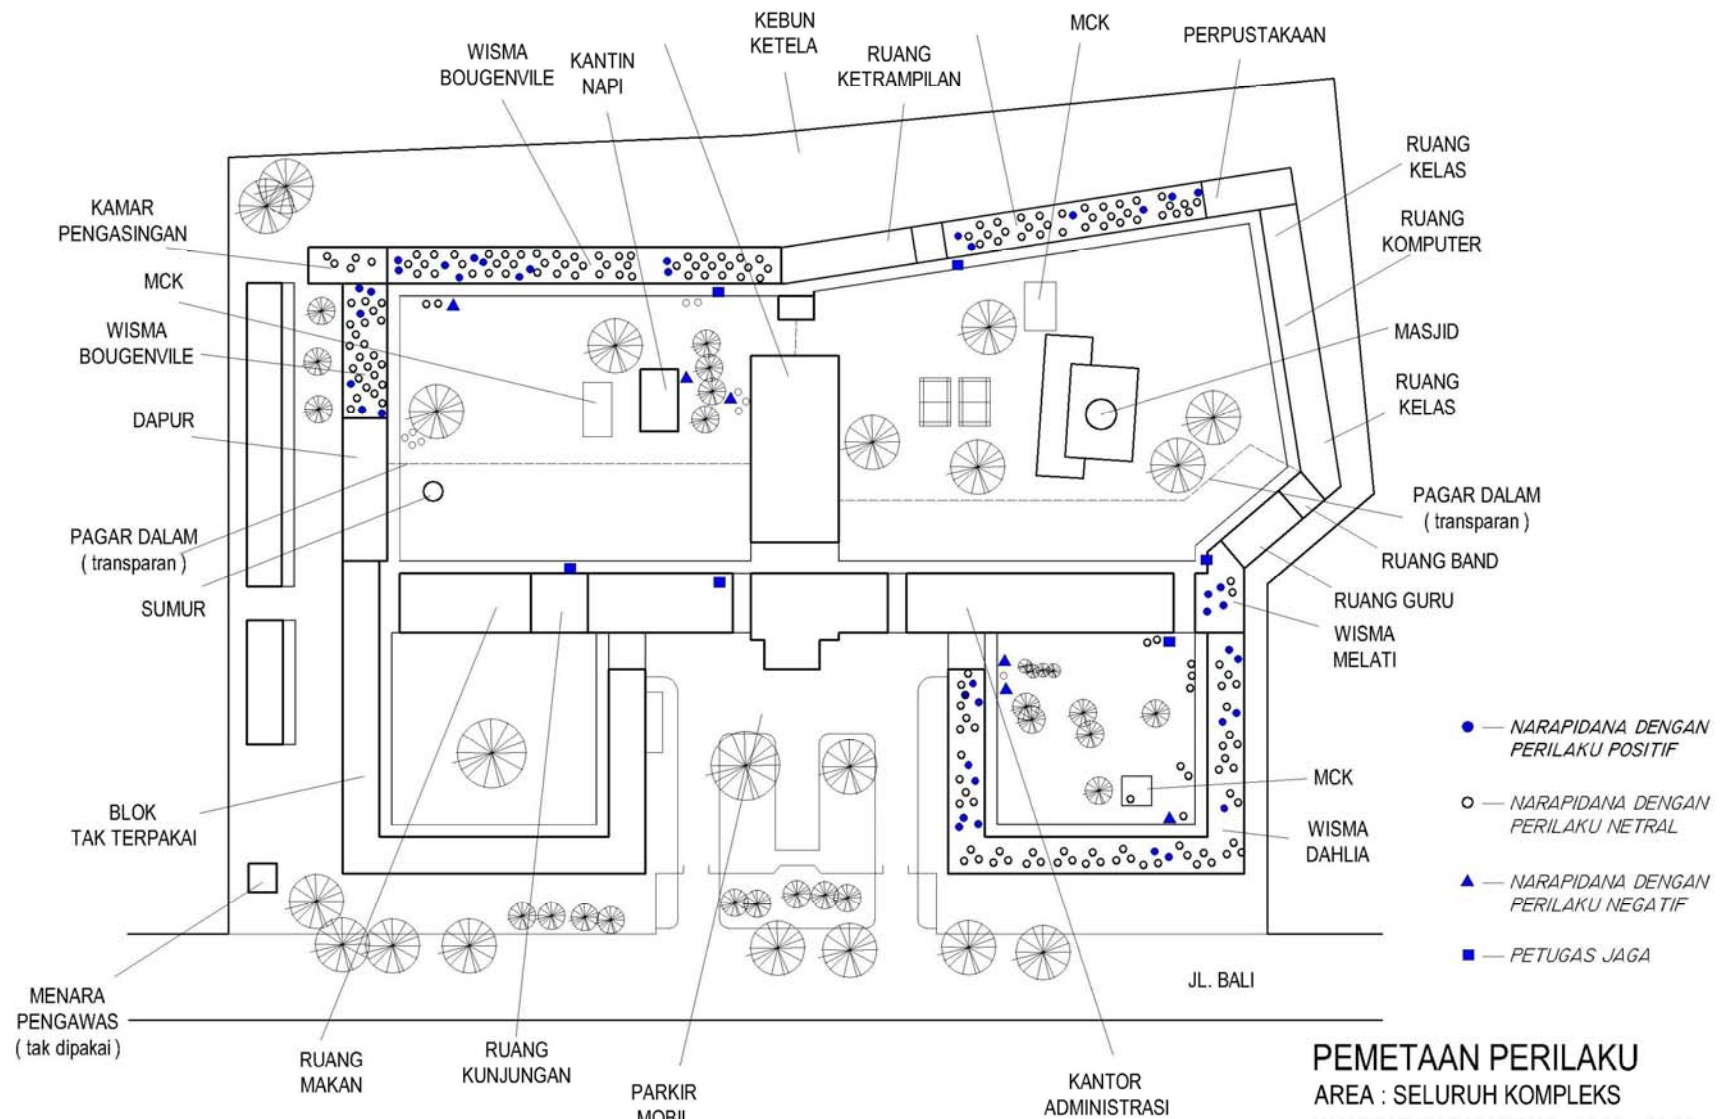 KEBUN
KETELA
MCK
PERPUSTAKAAN
WISMA
BOUGENVILE
KANTIN
NAPI
RUANG
KETRAMPILAN
RUANG
KELAS
KAMAR
PENGASINGAN
RUANG
KOMPUTER
MCK
WISMA
BOUGENVILE
MASJID
RUANG
KELAS
DAPUR
PAGAR DALAM
( transparan )
PAGAR DALAM
( transparan )
RUANG BAND
SUMUR
RUANG GURU
WISMA
MELATI
NARAPIDANA DENGAN
PERILAKU POSITIF
MCK
BLOK
TAK TERPAKAI
NARAPIDANA DENGAN
PERILAKU NETRAL
WISMA
DAHLIA
NARAPIDANA DENGAN
PERILAKU NEGATIF
PETUGAS JAGA
JL. BALI
MENARA
PENGAWAS
( tak dipakai )
RUANG
MAKAN
RUANG
KUNJUNGAN
PARKIR
MOBIL
KANTOR
ADMINISTRASI
PEMETAAN PERILAKU
AREA : SELURUH KOMPLEKS